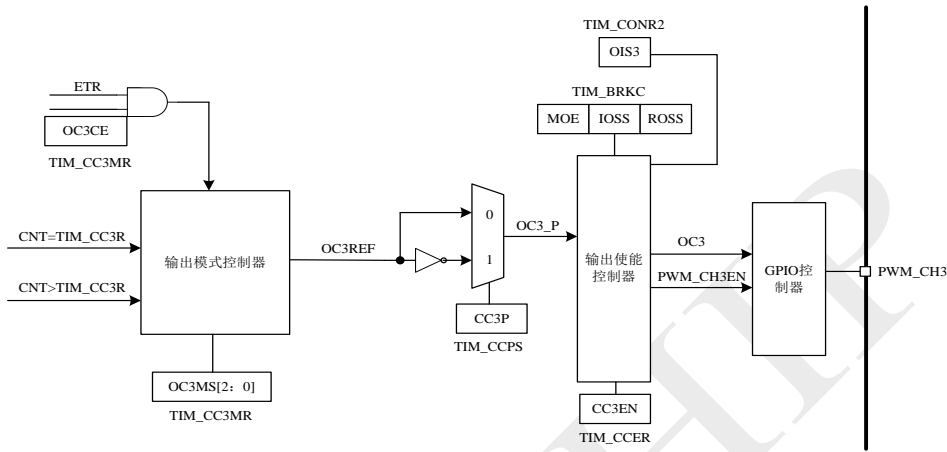 TIM_CONR2
OIS3
ETR
OC3CE
TIM_CC3MR
TIM_BRKC
MOE IOSS ROSS
CNT=TIM_CC3R
CNT>TIM_CC3R
输出模式控制器
OC3REF
0
1
OC3_P
输出使能
控制器
OC3
PWM_CH3EN
GPIO控
制器
PWM_CH3
CC3P
TIM_CCPS
OC3MS[2：0]
TIM_CC3MR
CC3EN
TIM_CCER